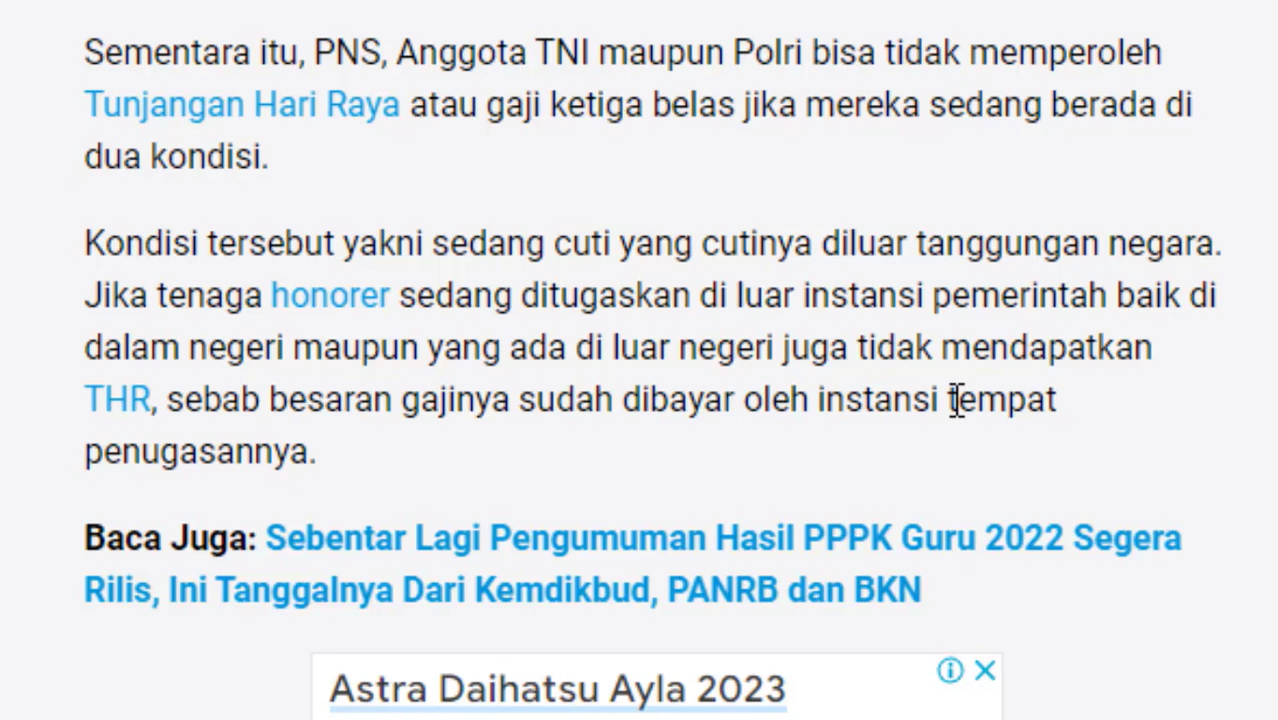 Sementara itu, PNS, Anggota TNI maupun Polri bisa tidak memperoleh
Tunjangan Hari Raya atau gaji ketiga belas jika mereka sedang berada di
dua kondisi.
Kondisi tersebut yakni sedang cuti yang cutinya diluar tanggungan negara.
Jika tenaga honorer sedang ditugaskan di luar instansi pemerintah baik di
dalam negeri maupun yang ada di luar negeri juga tidak mendapatkan
THR, sebab besaran gajinya sudah dibayar oleh instansi tempat
penugasannya.
Baca Juga: Sebentar Lagi Pengumuman Hasil PPPK Guru 2022 Segera
Rilis, Ini Tanggalnya Dari Kemdikbud, PANRB dan BKN
Astra Daihatsu Ayla 2023